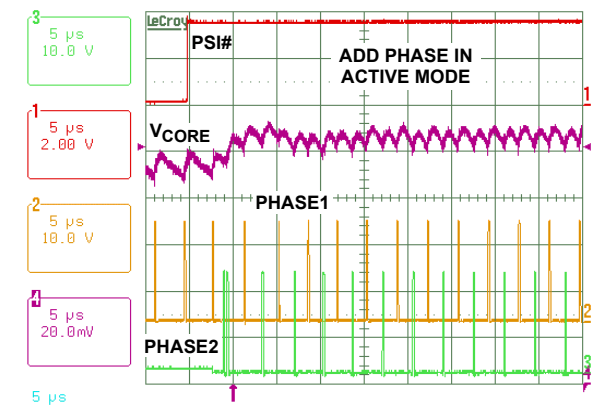 3
5 µs
10.0 V
1
5 µs
2.00 V
2
5 µs
10.0 V
4
5 µs
20.0mV
5 µs
LeCroy
PSI#
ADD PHASE IN
ACTIVE MODE
1
VCORE
PHASE1
2
PHASE2
3
4